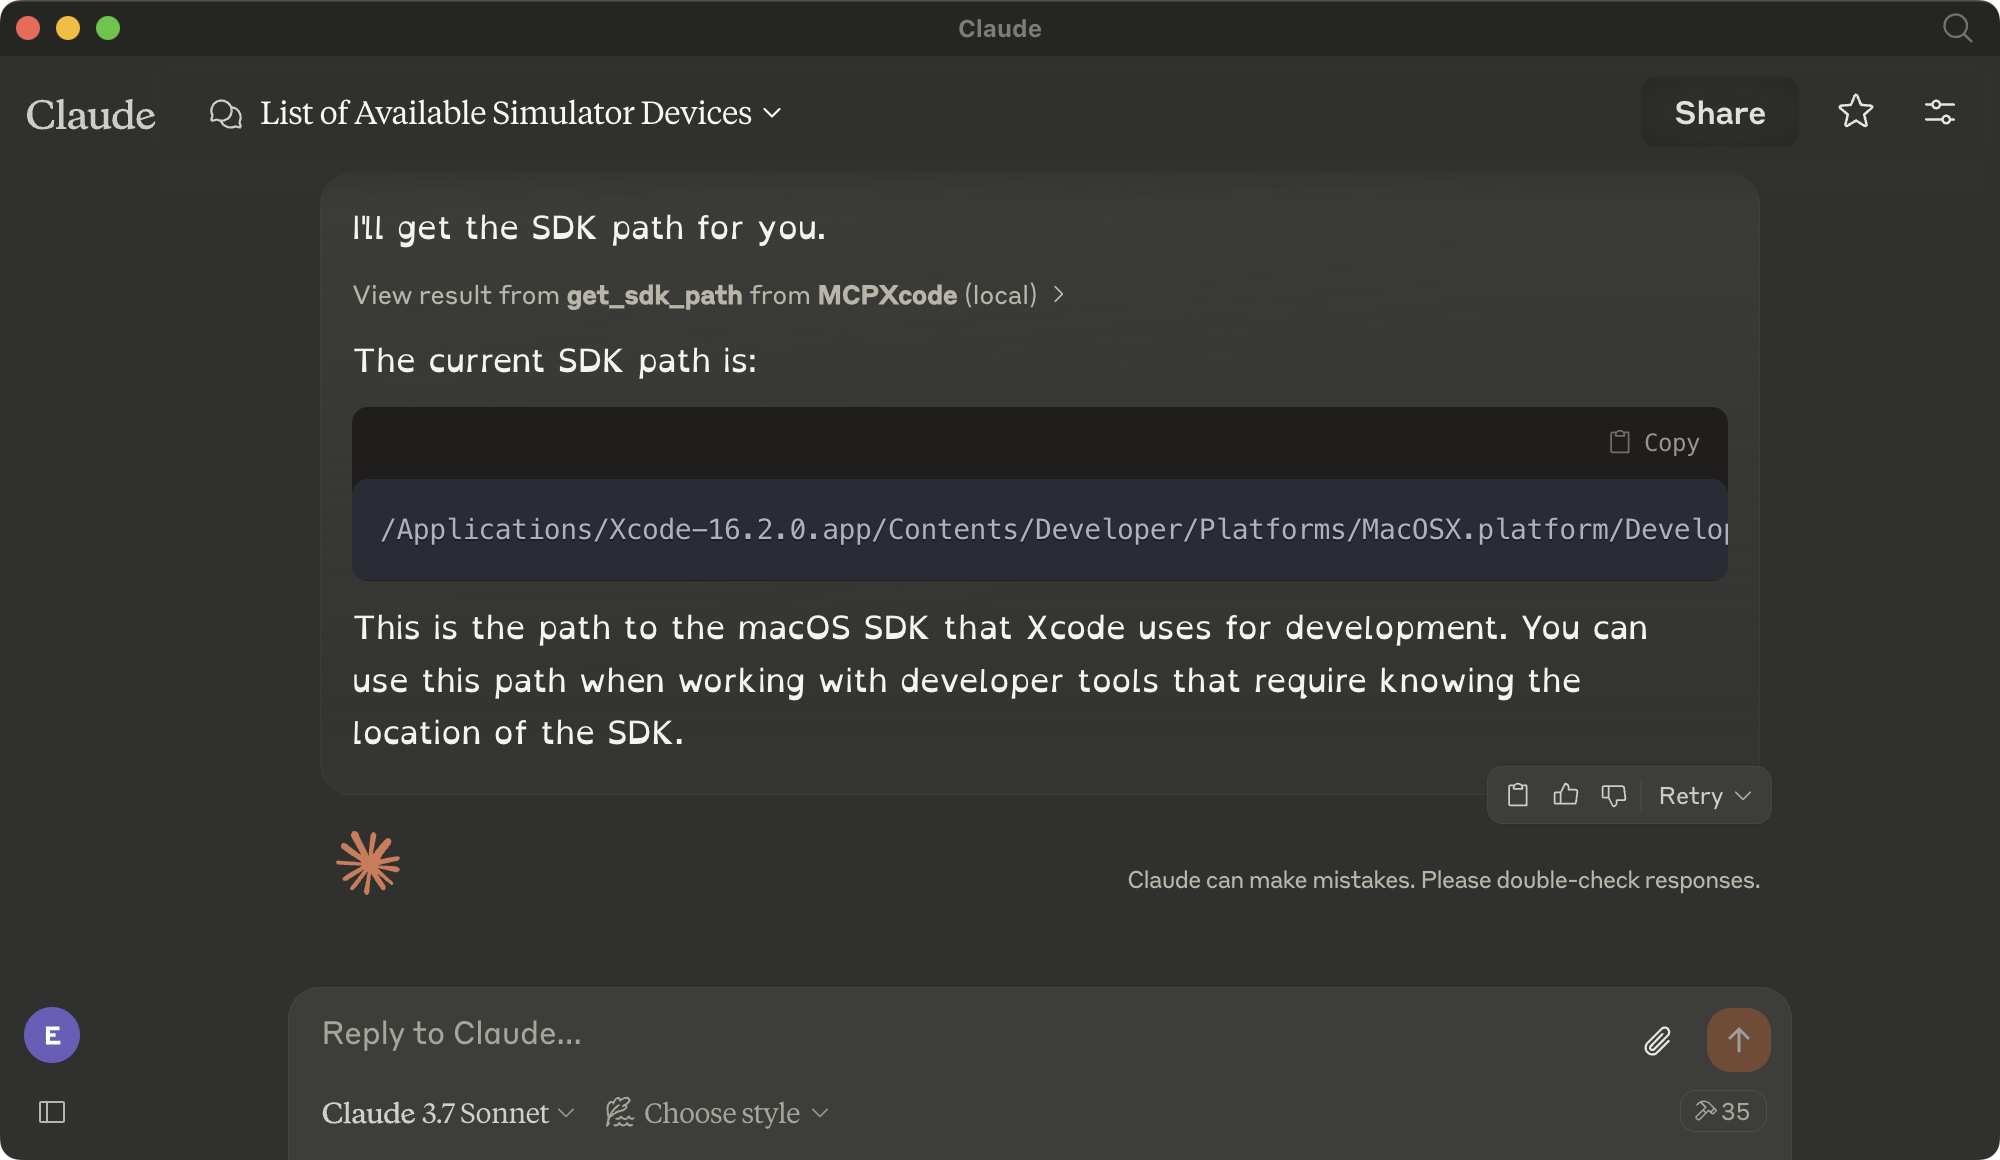 Claude
Claude
List of Available Simulator Devices
Share
I'll get the SDK path for you.
View result from get_sdk_path from MCPXcode (local)
The current SDK path is:
Copy
/Applications/Xcode-16.2.0.app/Contents/Developer/Platforms/MacOSX.platform/Develop
This is the path to the macOS SDK that Xcode uses for development. You can
use this path when working with developer tools that require knowing the
location of the SDK.
Retry
Claude can make mistakes. Please double-check responses.
E
Reply to Claude...
Claude 3.7 Sonnet
Choose style
35